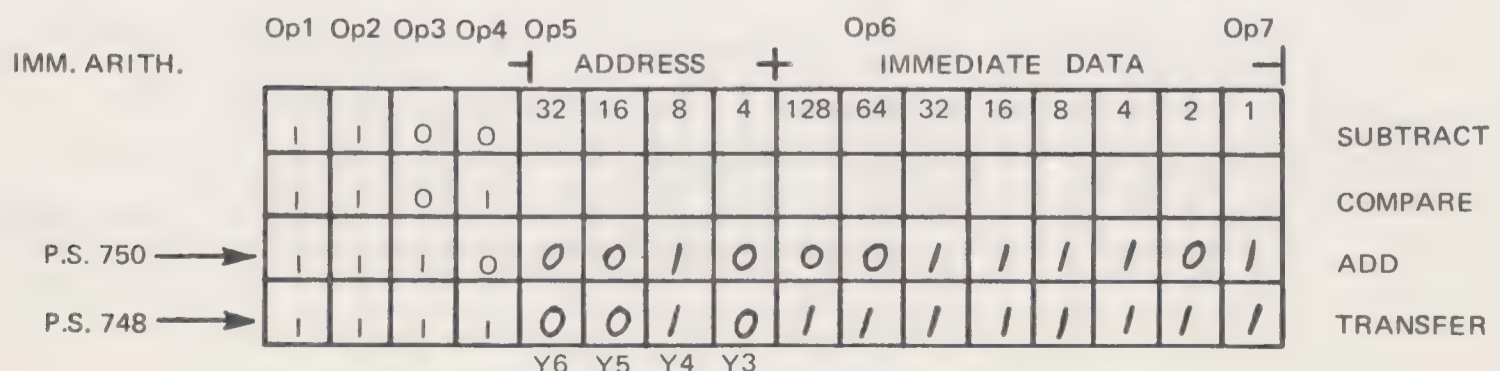 Op1 Op2 Op3 Op4 Op5 Op6 Op7
IMM. ARITH. ADDRESS IMMEDIATE DATA
1 1 0 0 32 16 8 4 128 64 32 16 8 4 2 1 SUBTRACT
1 1 0 1 COMPARE
P.S. 750 1 1 1 0 0 0 1 0 0 0 1 1 1 1 0 1 ADD
P.S. 748 1 1 1 1 0 0 1 0 1 1 1 1 1 1 1 1 TRANSFER
Y6 Y5 Y4 Y3